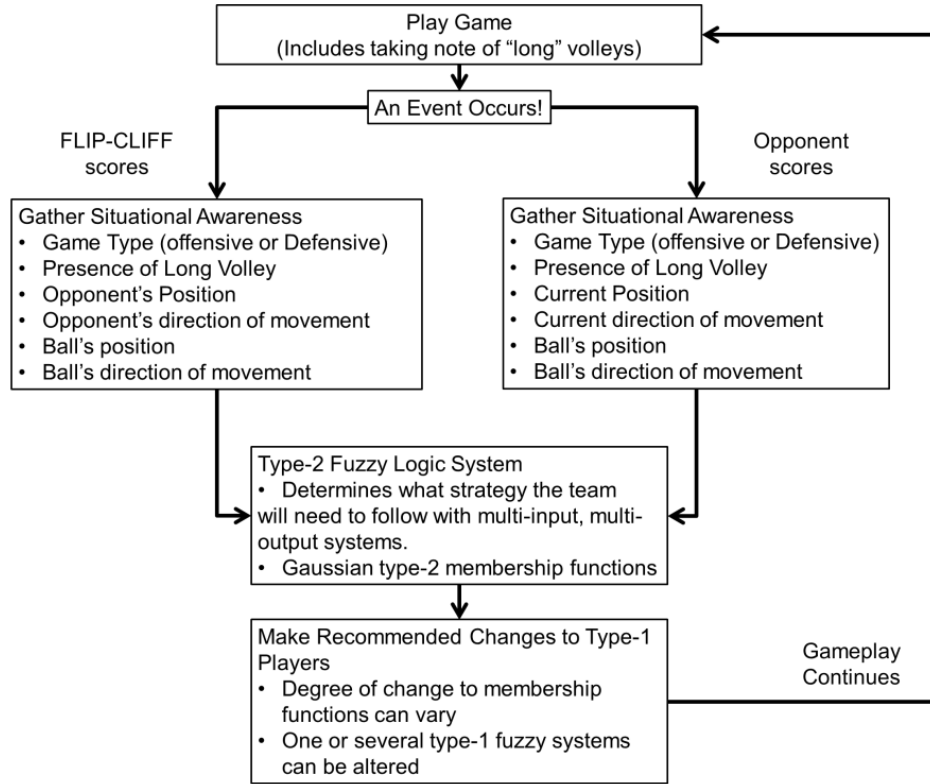 Play Game
(Includes taking note of “long” volleys)
An Event Occurs!
FLIP-CLIFF
scores
Opponent
scores
Gather Situational Awareness
• Game Type (offensive or Defensive)
• Presence of Long Volley
• Opponent’s Position
• Opponent’s direction of movement
• Ball’s position
• Ball’s direction of movement
Gather Situational Awareness
• Game Type (offensive or Defensive)
• Presence of Long Volley
• Current Position
• Current direction of movement
• Ball’s position
• Ball’s direction of movement
Type-2 Fuzzy Logic System
• Determines what strategy the team
will need to follow with multi-input, multi-
output systems.
• Gaussian type-2 membership functions
Make Recommended Changes to Type-1
Players
• Degree of change to membership
functions can vary
• One or several type-1 fuzzy systems
can be altered
Gameplay
Continues